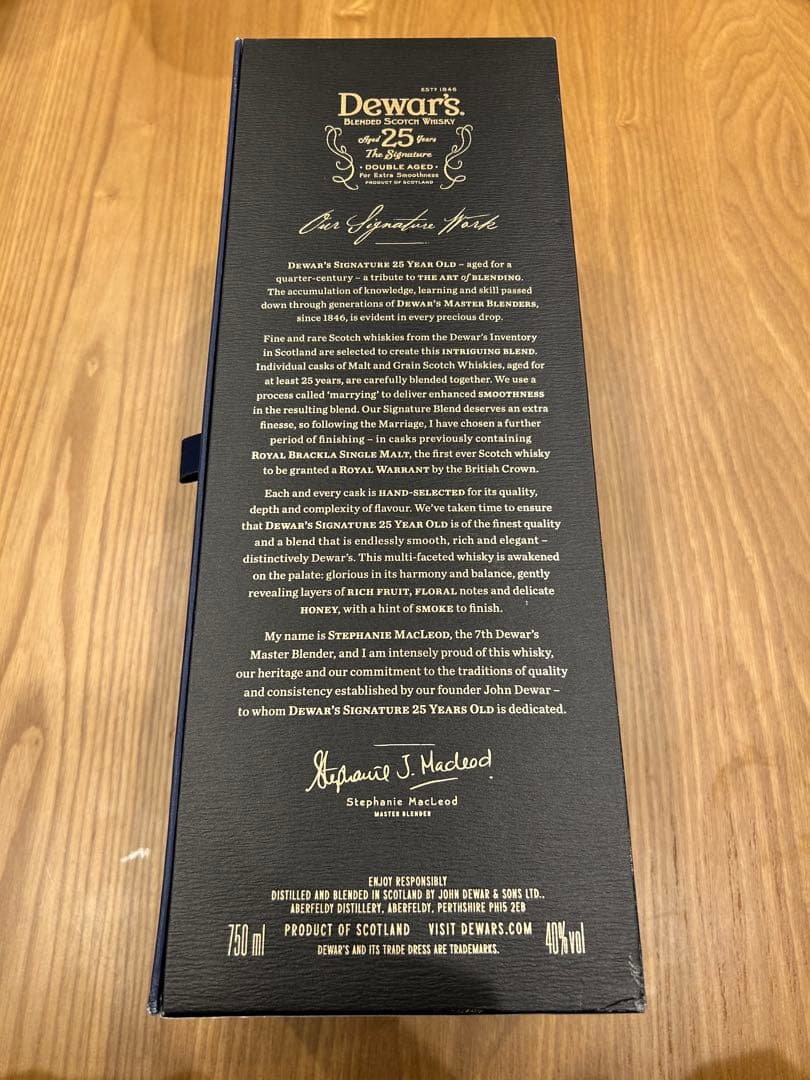 ESTD 1846
Dewar's.
BLENDED SCOTCH WHISKY
Aged 25 Years
The Signature
· DOUBLE AGED ·
For Extra Smoothness
PRODUCT OF SCOTLAND
Our Signature Work
DEWAR'S SIGNATURE 25 YEAR OLD – aged for a
quarter-century – a tribute to THE ART of BLENDING.
The accumulation of knowledge, learning and skill passed
down through generations of DEWAR'S MASTER BLENDERS,
since 1846, is evident in every precious drop.
Fine and rare Scotch whiskies from the Dewar's Inventory
in Scotland are selected to create this INTRIGUING BLEND.
Individual casks of Malt and Grain Scotch Whiskies, aged for
at least 25 years, are carefully blended together. We use a
process called 'marrying' to deliver enhanced SMOOTHNESS
in the resulting blend. Our Signature Blend deserves an extra
finesse, so following the Marriage, I have chosen a further
period of finishing – in casks previously containing
ROYAL BRACKLA SINGLE MALT, the first ever Scotch whisky
to be granted a ROYAL WARRANT by the British Crown.
Each and every cask is HAND-SELECTED for its quality,
depth and complexity of flavour. We've taken time to ensure
that DEWAR'S SIGNATURE 25 YEAR OLD is of the finest quality
and a blend that is endlessly smooth, rich and elegant –
distinctively Dewar's. This multi-faceted whisky is awakened
on the palate: glorious in its harmony and balance, gently
revealing layers of RICH FRUIT, FLORAL notes and delicate
HONEY, with a hint of SMOKE to finish.
My name is STEPHANIE MACLEOD, the 7th Dewar's
Master Blender, and I am intensely proud of this whisky,
our heritage and our commitment to the traditions of quality
and consistency established by our founder John Dewar –
to whom DEWAR'S SIGNATURE 25 YEARS OLD is dedicated.
Stephanie J. Macleod
Stephanie MacLeod
MASTER BLENDER
ENJOY RESPONSIBLY
DISTILLED AND BLENDED IN SCOTLAND BY JOHN DEWAR & SONS LTD.,
ABERFELDY DISTILLERY, ABERFELDY, PERTHSHIRE PH15 2EB
750 ml PRODUCT OF SCOTLAND VISIT DEWARS.COM 40%vol
DEWAR'S AND ITS TRADE DRESS ARE TRADEMARKS.